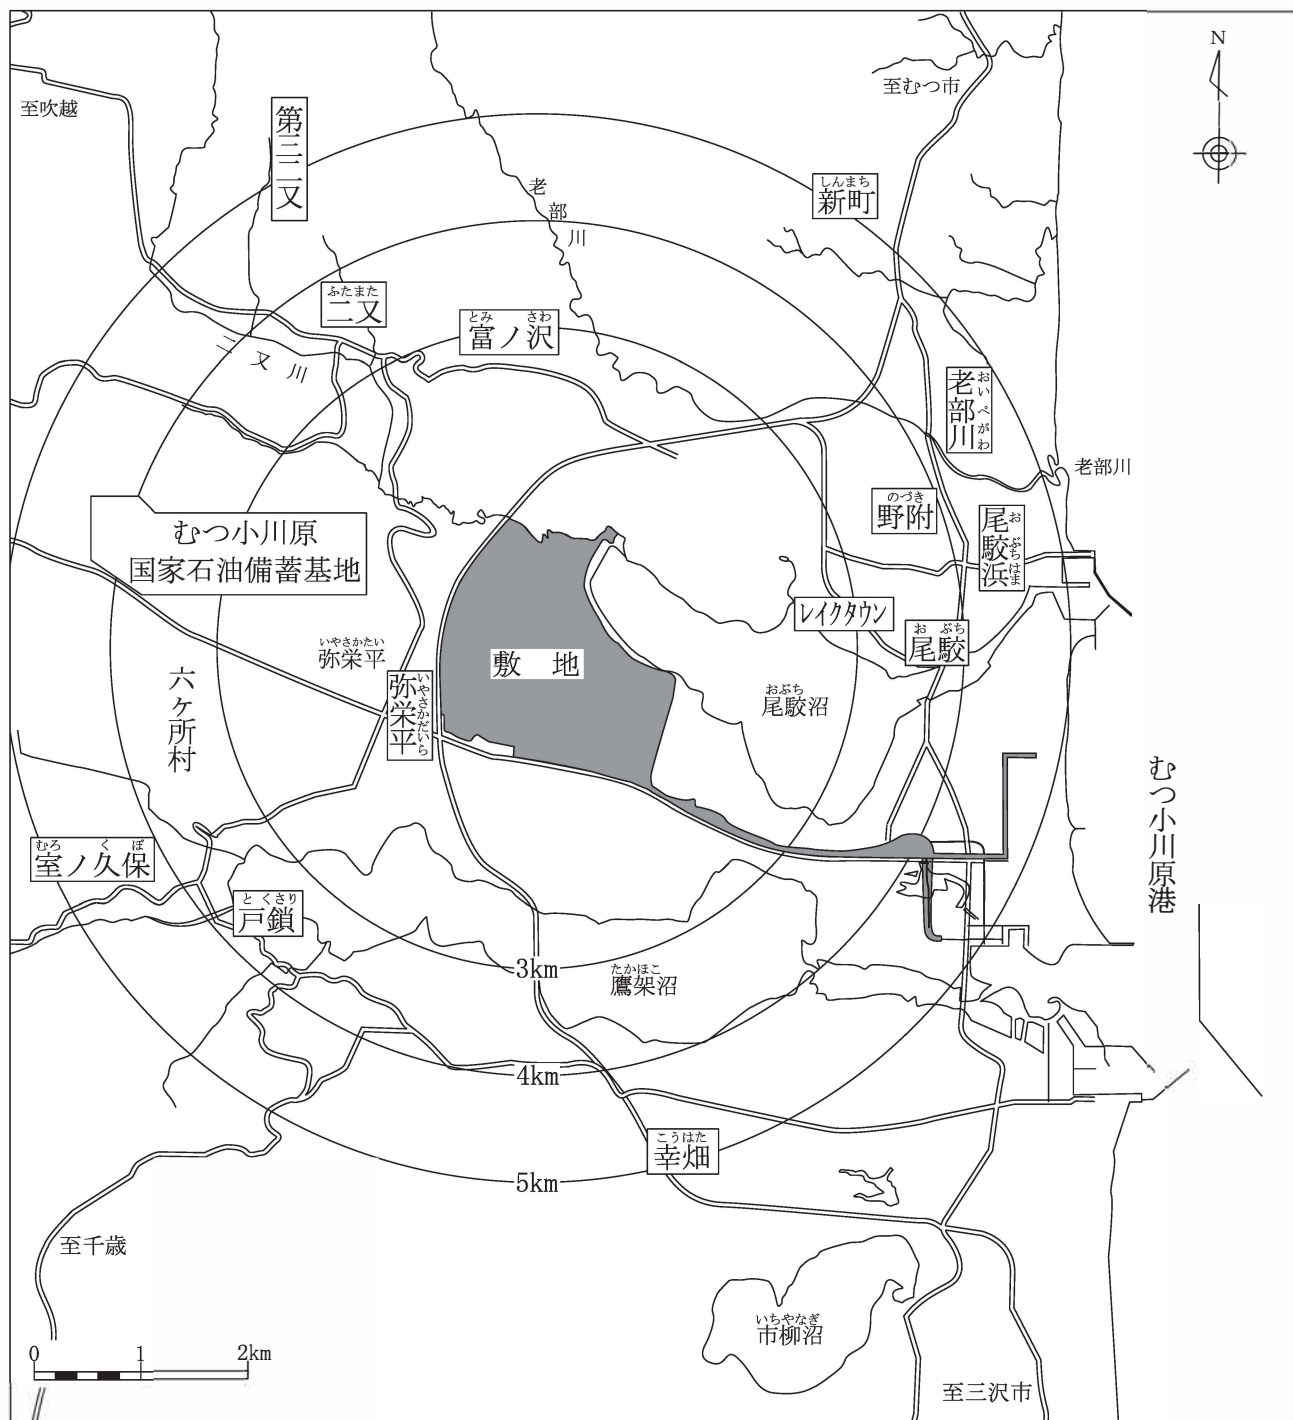 N
至むつ市
至吹越
第三二又
しんまち
新町
老部川
ふたまた
二又
とみ さわ
富ノ沢
二又川
おいぺがわ
老部川
老部川
のづき
野附
おぶちはま
尾駮浜
むつ小川原
国家石油備蓄基地
レイクタウン
お ぶち
尾駮
いやさかたい
弥栄平
敷 地
いやさかだいら
弥栄平
おぶち
尾駮沼
六ヶ所村
むつ小川原港
むろ く ぼ
室ノ久保
と くさり
戸鎖
3km
たかほこ
鷹架沼
4km
こうはた
幸畑
5km
至千歳
いちやなぎ
市柳沼
0 1 2km
至三沢市